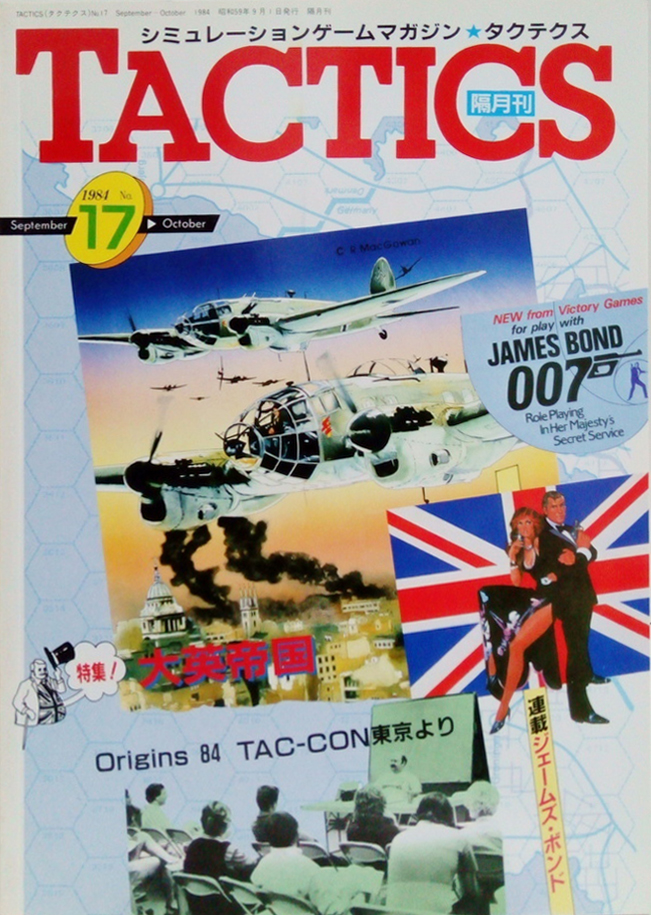 TACTICS(タクテクス)No.17 September-October 1984 昭和59年9月1日発行 隔月刊
シミュレーションゲームマガジン★タクテクス
TACTICS
隔月刊
1984 No.
September 17 ▶ October
Germany
C R MacGowan
NEW from Victory Games
for play with
JAMES BOND
007
Role Playing
In Her Majesty's
Secret Service
特集!
大英帝国
Origins 84 TAC-CON東京より
連載ジェームズ・ボンド